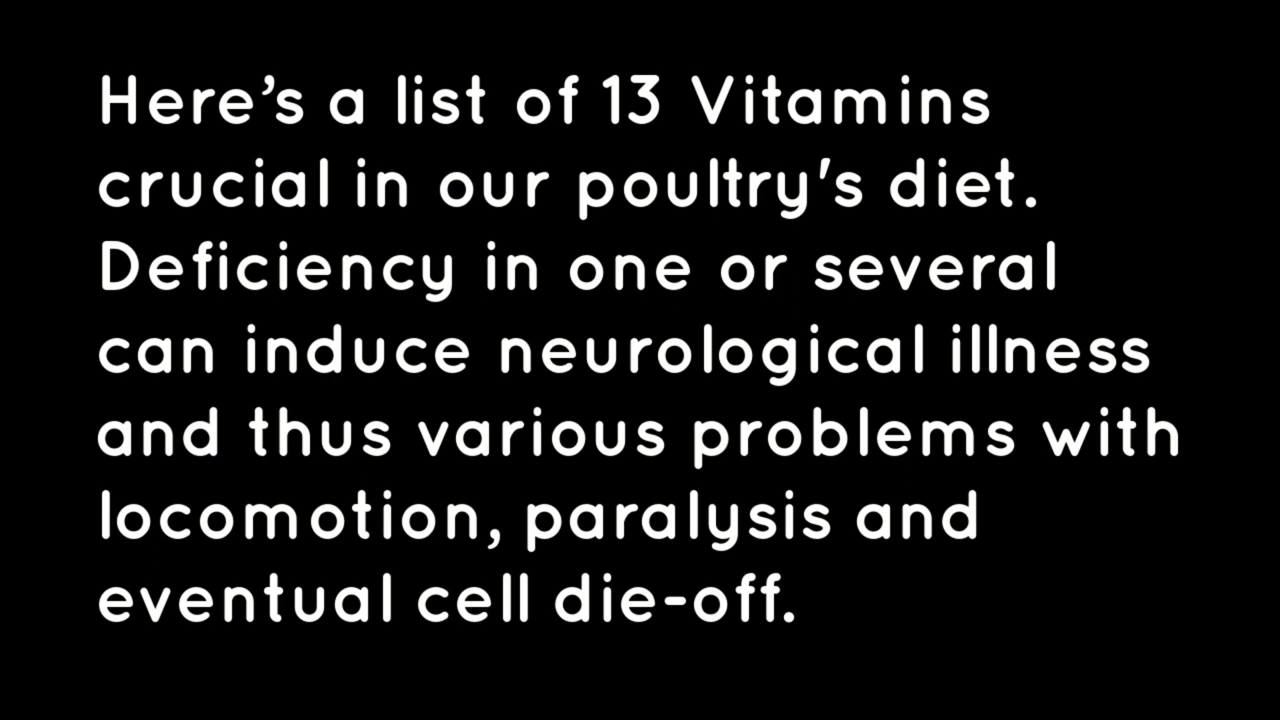 Here’s a list of 13 Vitamins
crucial in our poultry's diet.
Deficiency in one or several
can induce neurological illness
and thus various problems with
locomotion, paralysis and
eventual cell die-off.